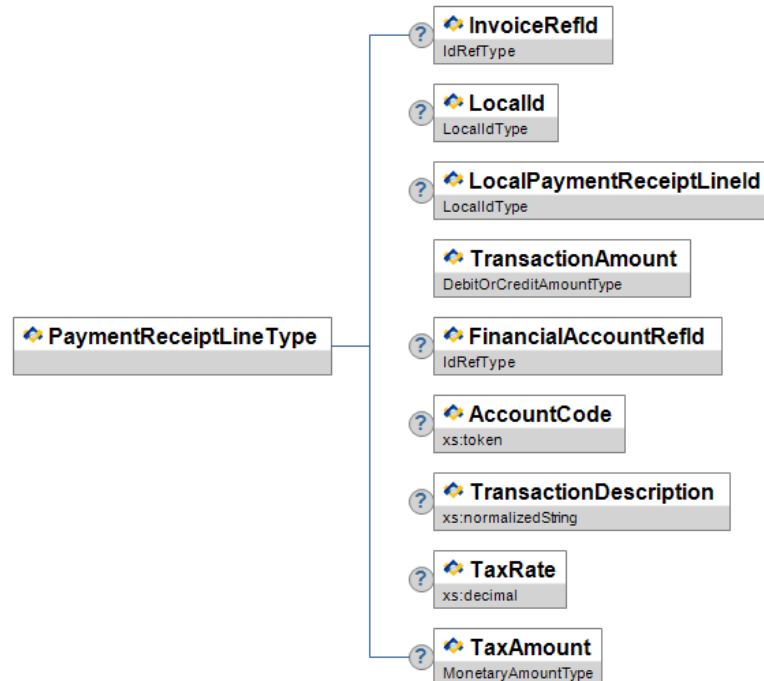 InvoiceRefId
IdRefType
LocalId
LocalIdType
LocalPaymentReceiptLineId
LocalIdType
TransactionAmount
DebitOrCreditAmountType
PaymentReceiptLineType
FinancialAccountRefId
IdRefType
AccountCode
xs:token
TransactionDescription
xs:normalizedString
TaxRate
xs:decimal
TaxAmount
MonetaryAmountType